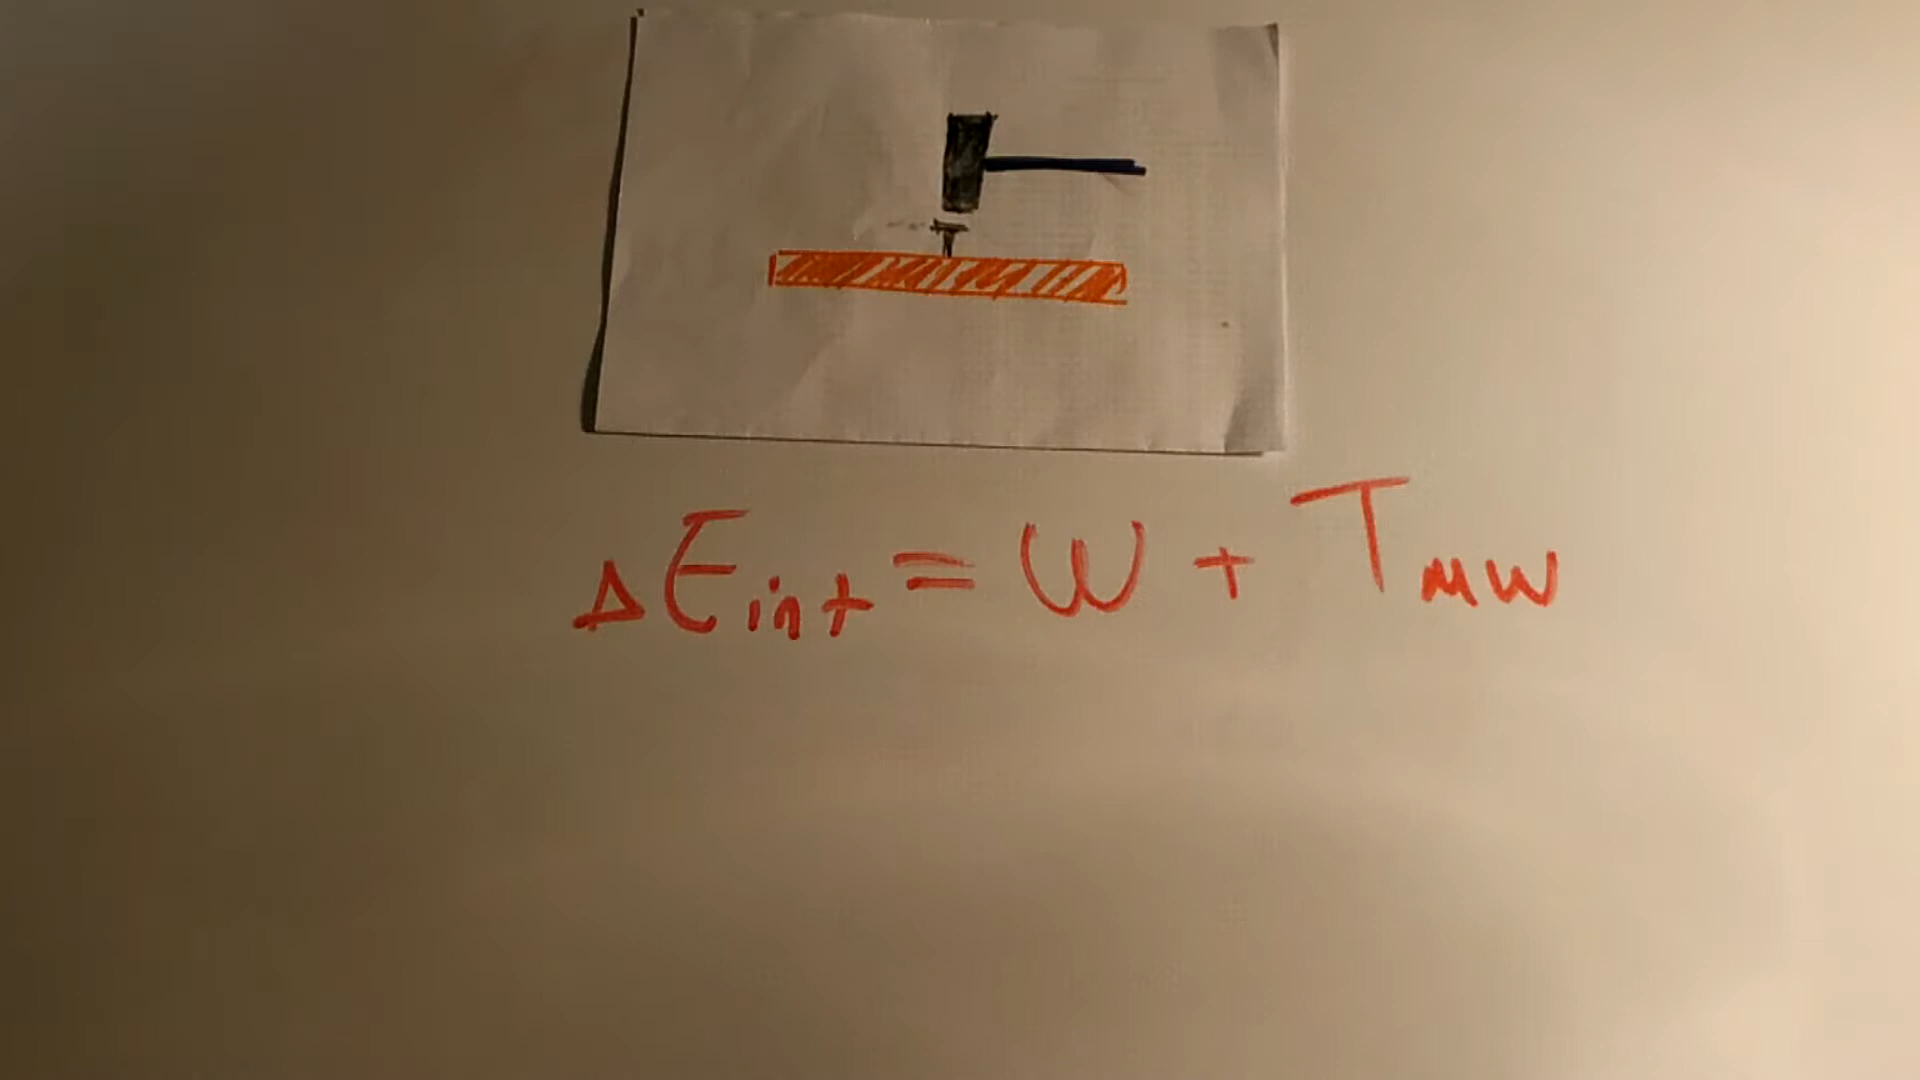 ΔEint = W + TMW